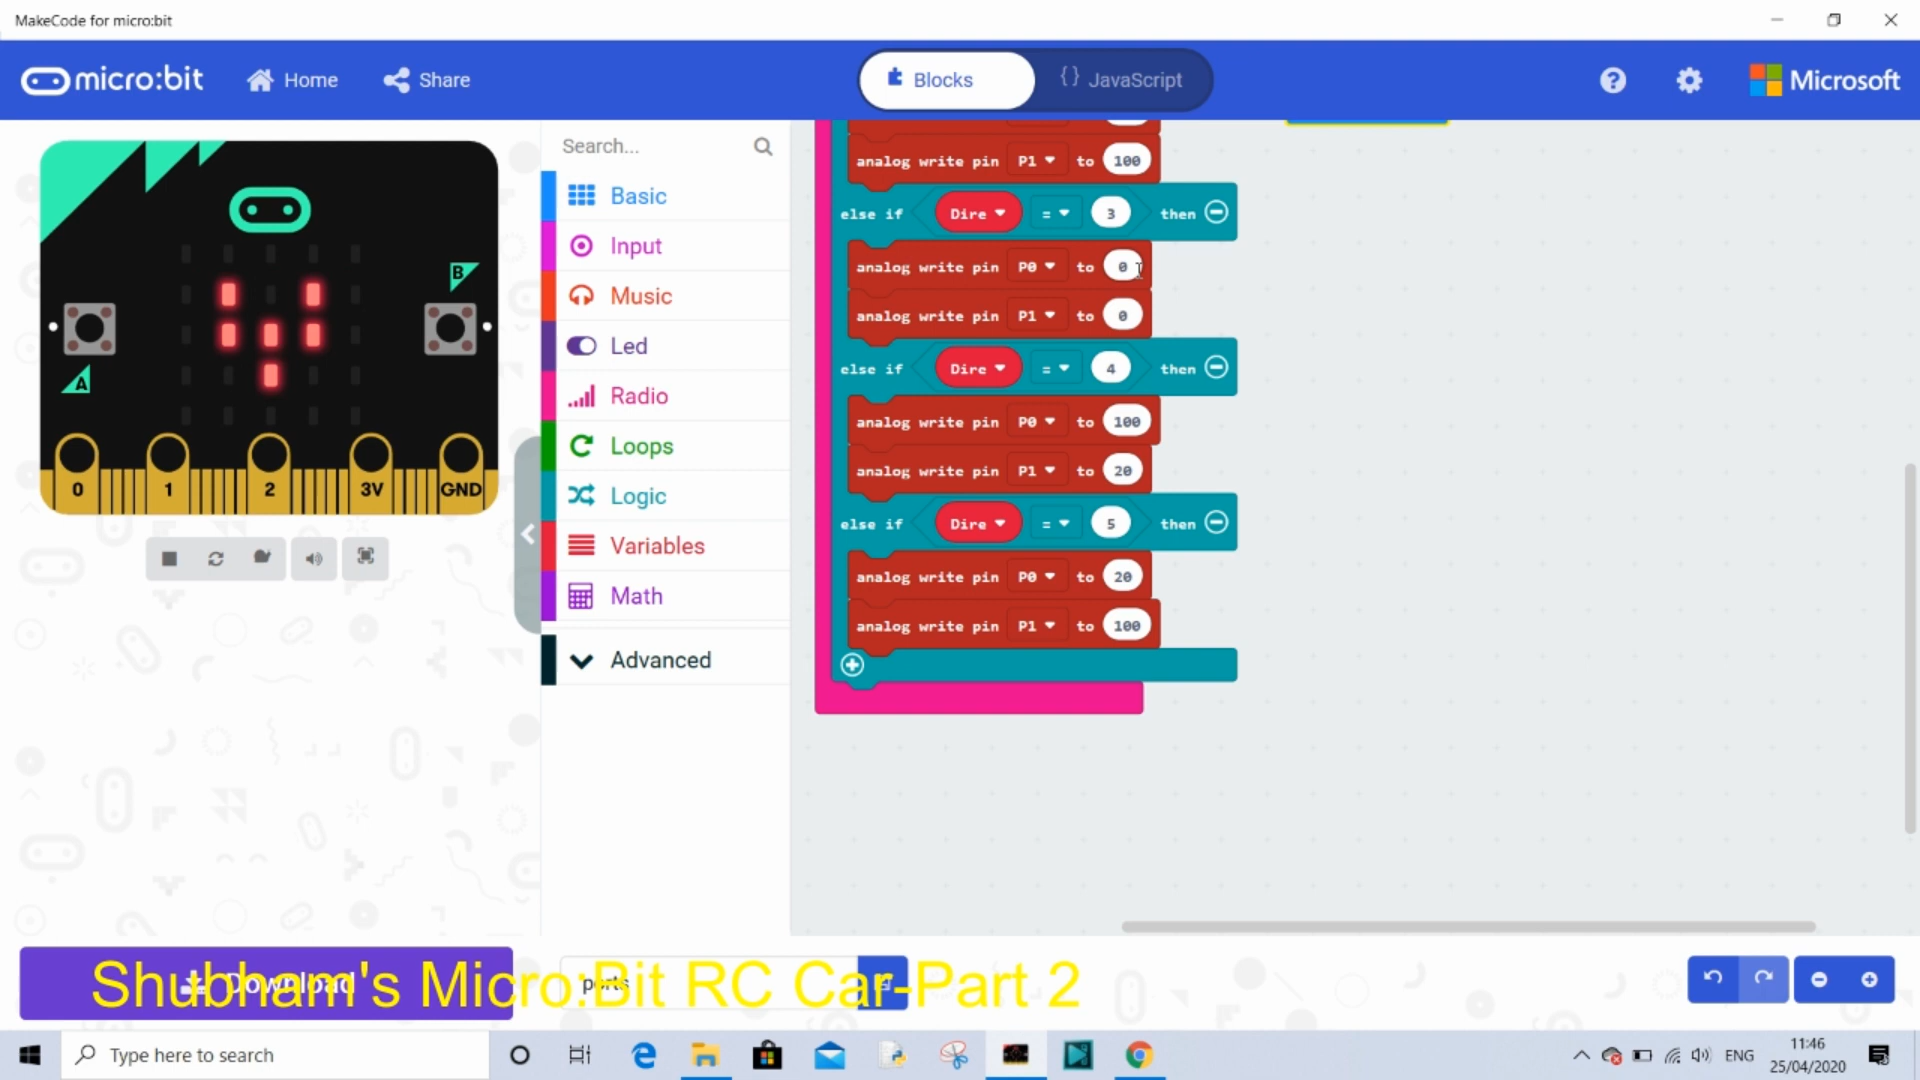 MakeCode for micro:bit
micro:bit Home Share Blocks {} JavaScript ? Microsoft
Search...
Basic
Input
Music
Led
Radio
Loops
Logic
Variables
Math
Advanced
A
B
0 1 2 3V GND
analog write pin P1 to 100
else if Dire = 3 then
analog write pin P0 to 0
analog write pin P1 to 0
else if Dire = 4 then
analog write pin P0 to 100
analog write pin P1 to 20
else if Dire = 5 then
analog write pin P0 to 20
analog write pin P1 to 100
Download
Shubham's Micro:Bit RC Car-Part 2
Type here to search
ENG
11:46
25/04/2020